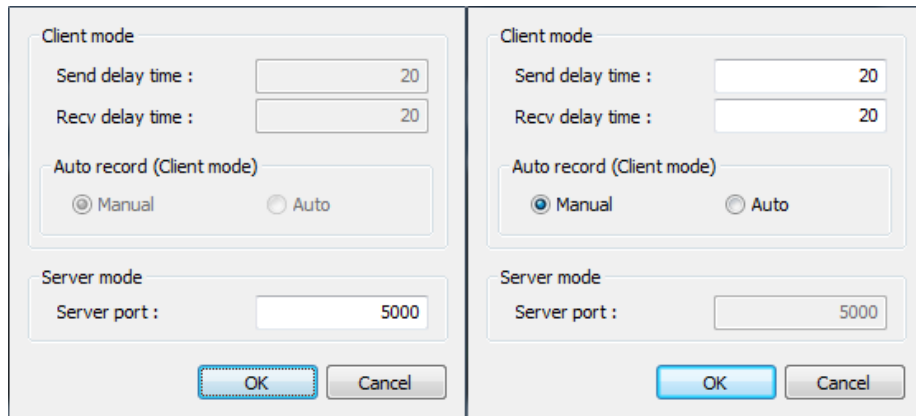 Client mode
Send delay time : 20
Recv delay time : 20
Auto record (Client mode)
Manual Auto
Server mode
Server port : 5000
OK Cancel
Client mode
Send delay time : 20
Recv delay time : 20
Auto record (Client mode)
Manual Auto
Server mode
Server port : 5000
OK Cancel